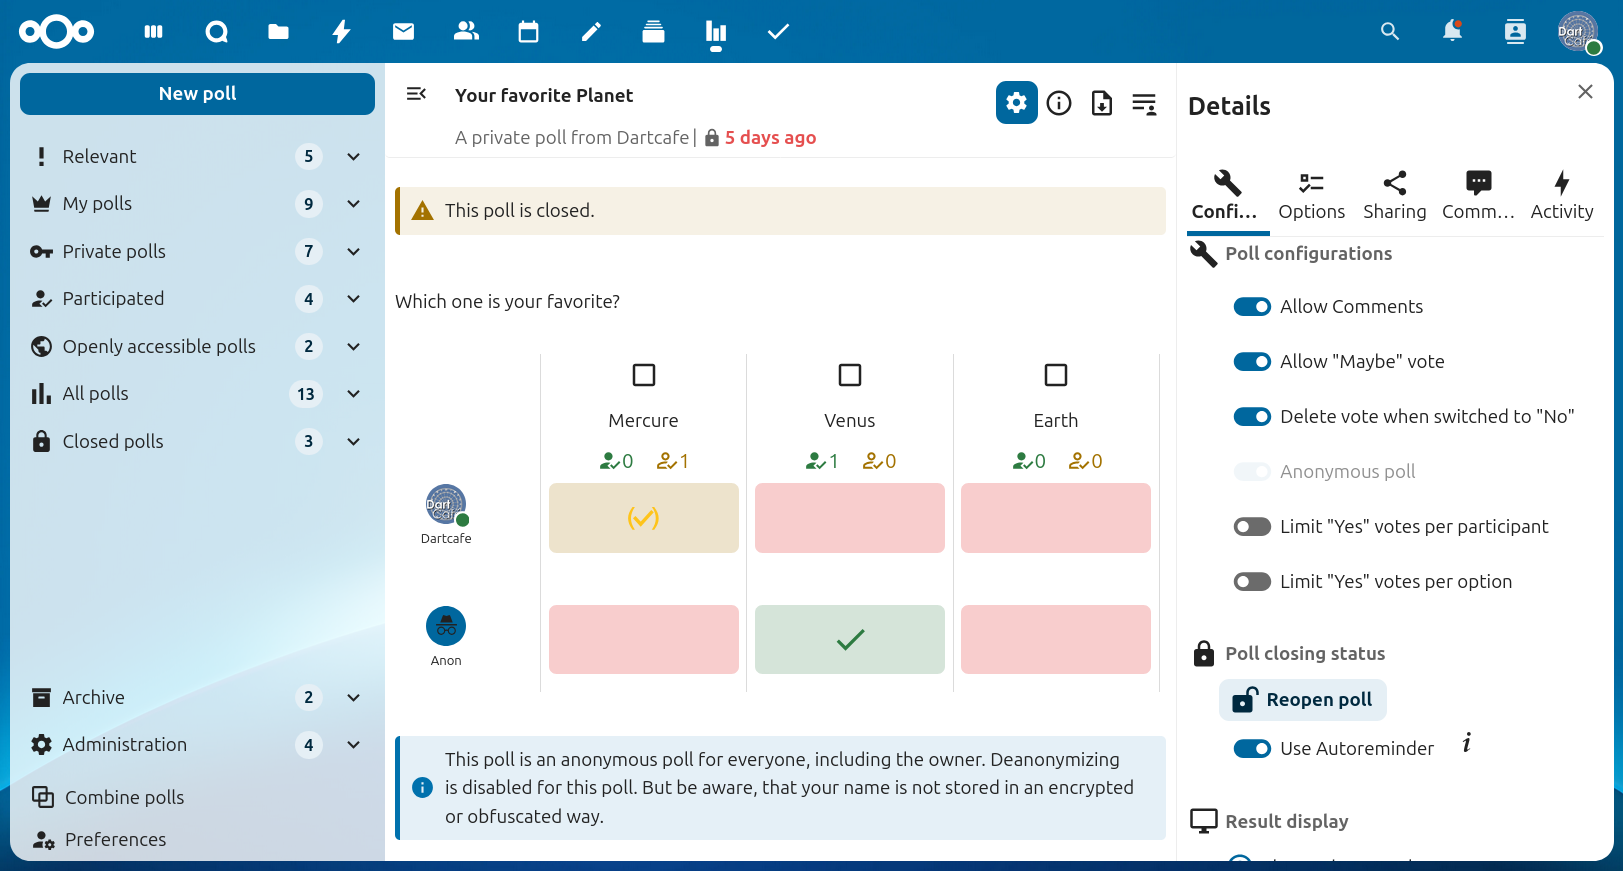 New poll
Relevant 5
My polls 9
Private polls 7
Participated 4
Openly accessible polls 2
All polls 13
Closed polls 3
Archive 2
Administration 4
Combine polls
Preferences
Your favorite Planet
A private poll from Dartcafe | 5 days ago
This poll is closed.
Which one is your favorite?
Mercure Venus Earth
0 1 1 0 0 0
Dart
Café
Dartcafe
Anon
This poll is an anonymous poll for everyone, including the owner. Deanonymizing
is disabled for this poll. But be aware, that your name is not stored in an encrypted
or obfuscated way.
Details
Confi... Options Sharing Comm... Activity
Poll configurations
Allow Comments
Allow "Maybe" vote
Delete vote when switched to "No"
Anonymous poll
Limit "Yes" votes per participant
Limit "Yes" votes per option
Poll closing status
Reopen poll
Use Autoreminder i
Result display